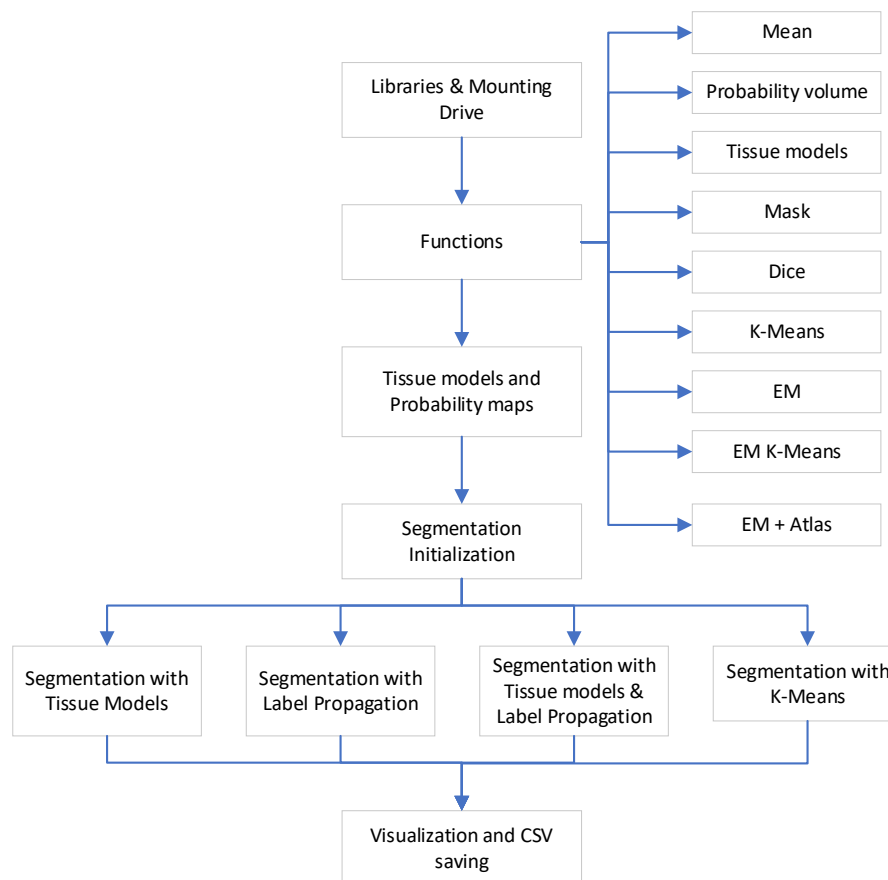 Libraries & Mounting
Drive
Functions
Mean
Probability volume
Tissue models
Mask
Dice
K-Means
EM
EM K-Means
EM + Atlas
Tissue models and
Probability maps
Segmentation
Initialization
Segmentation with
Tissue Models
Segmentation with
Label Propagation
Segmentation with
Tissue models &
Label Propagation
Segmentation with
K-Means
Visualization and CSV
saving